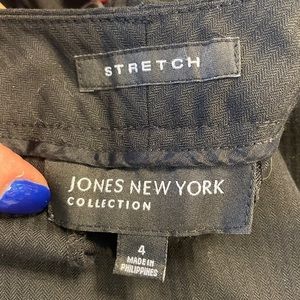 STRETCH
JONES NEW YORK
COLLECTION
4
MADE IN
PHILIPPINES